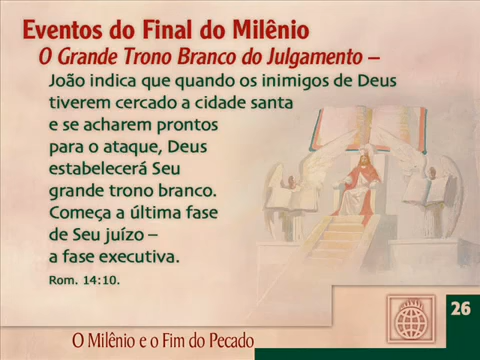 Eventos do Final do Milênio
O Grande Trono Branco do Julgamento –
João indica que quando os inimigos de Deus
tiverem cercado a cidade santa
e se acharem prontos
para o ataque, Deus
estabelecerá Seu
grande trono branco.
Começa a última fase
de Seu juízo –
a fase executiva.
Rom. 14:10.
26
O Milênio e o Fim do Pecado